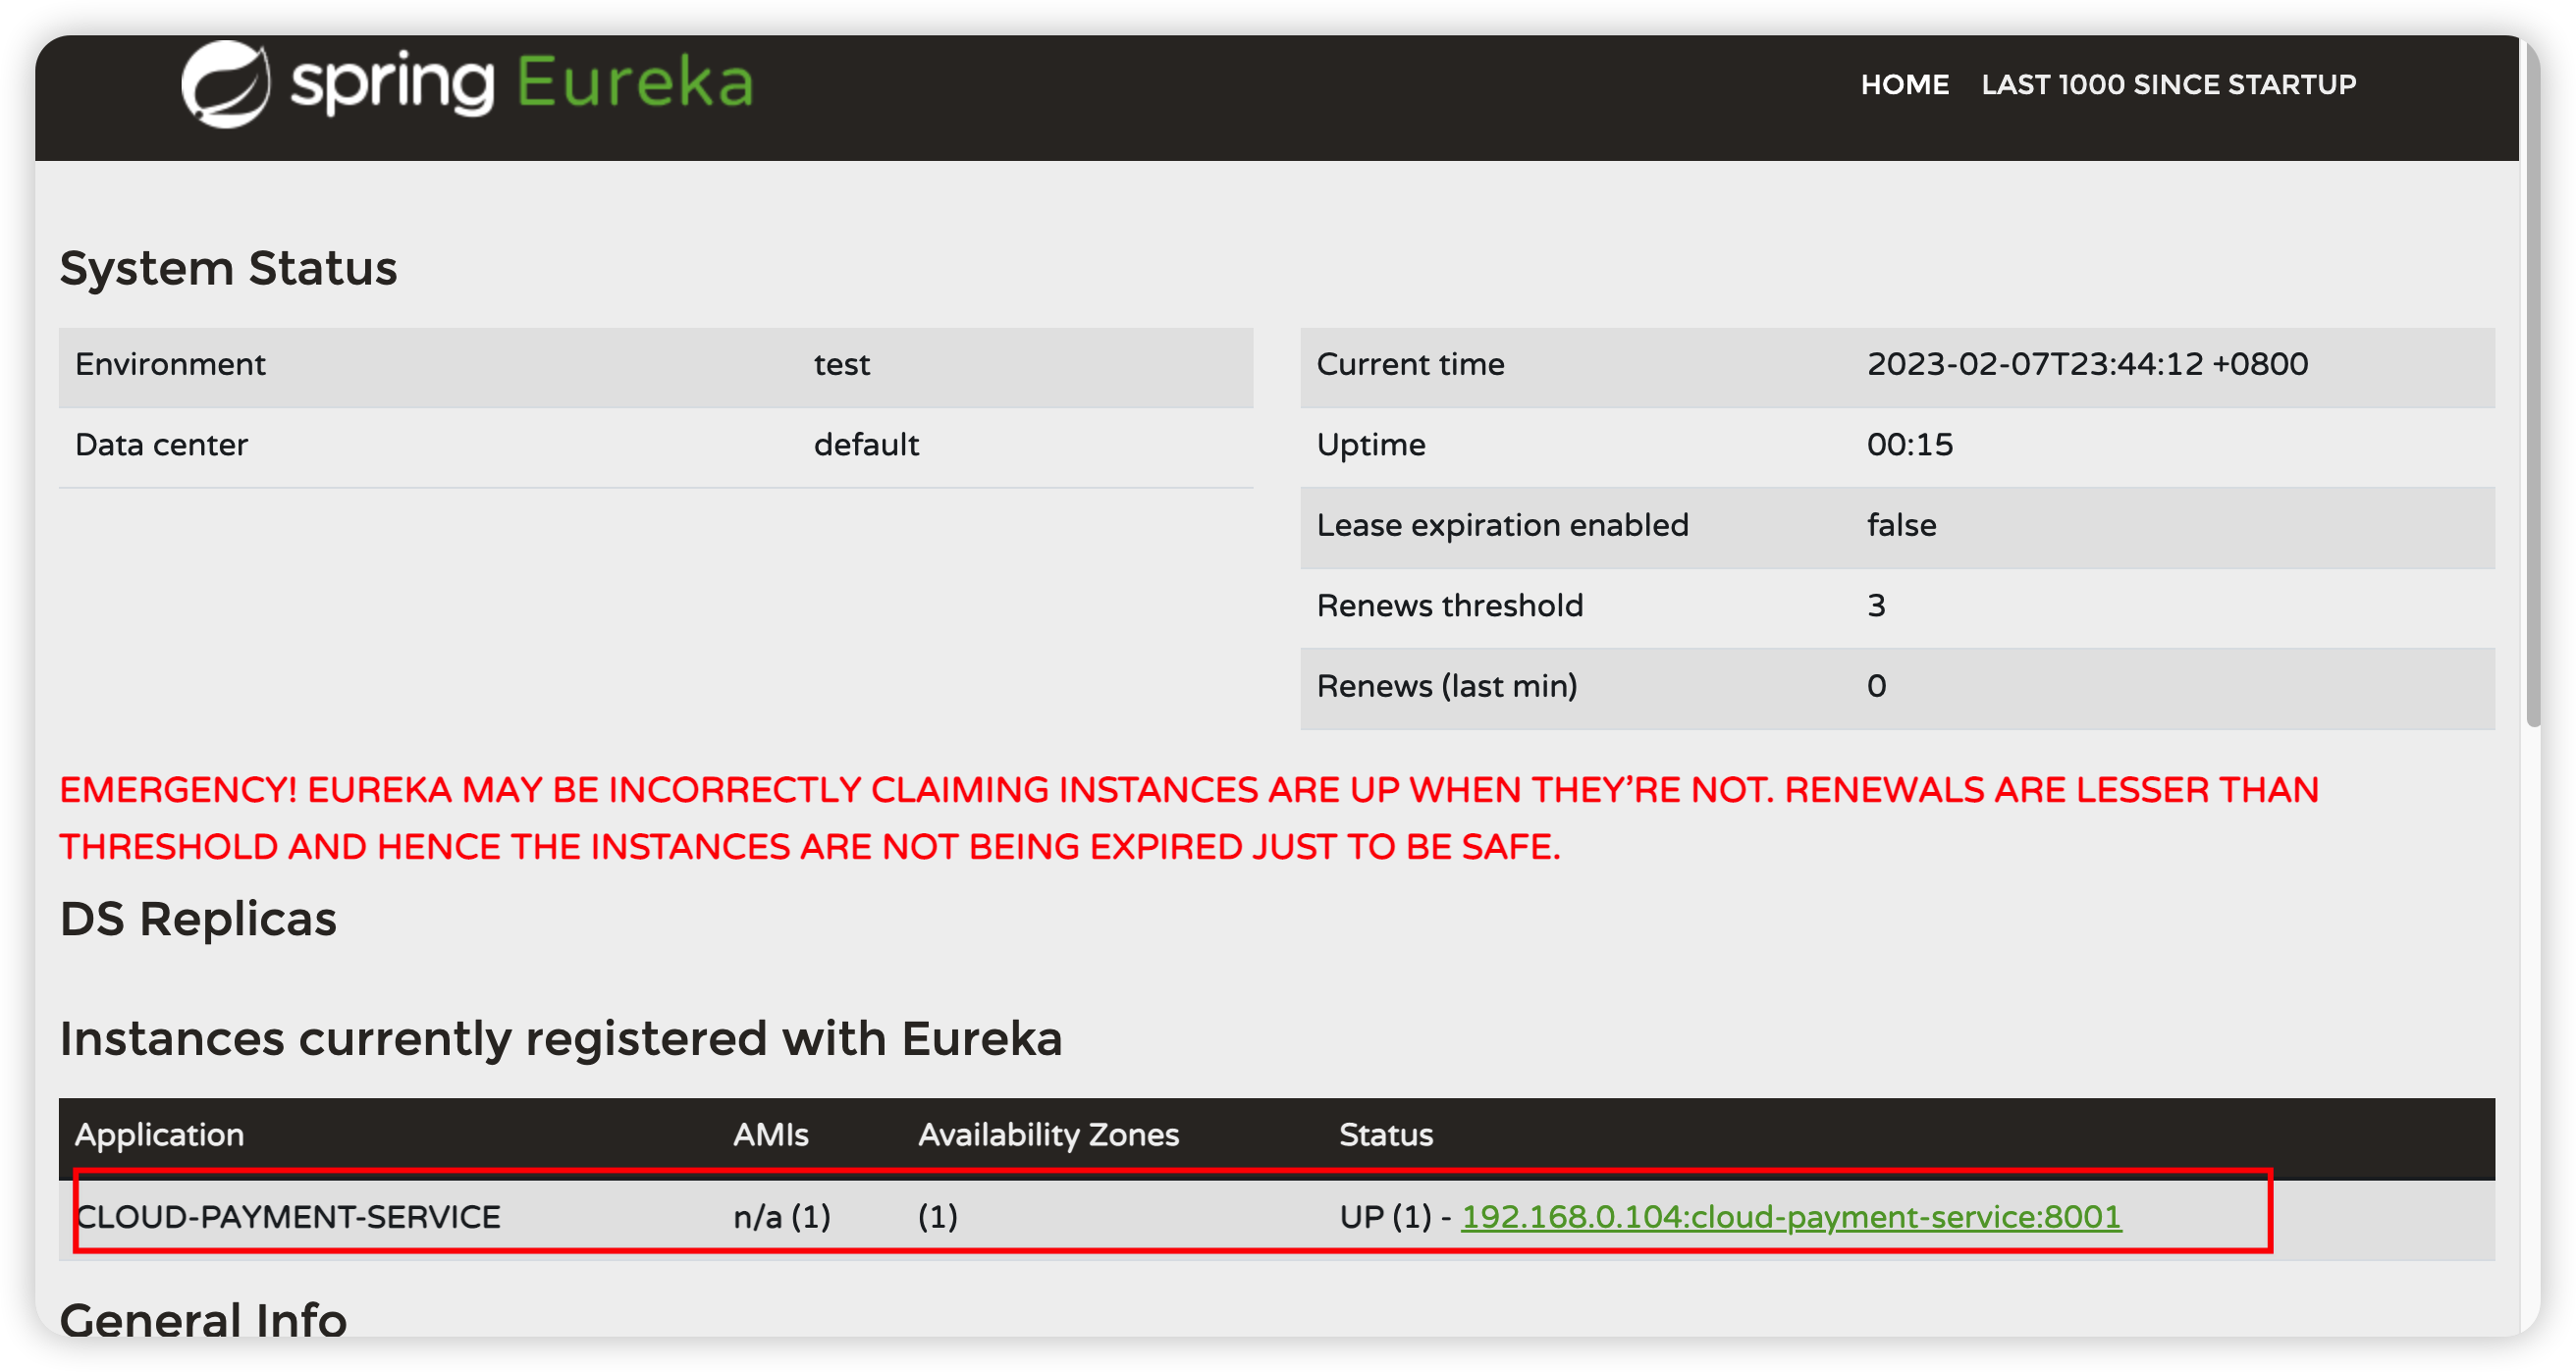 spring Eureka
HOME LAST 1000 SINCE STARTUP
System Status
Environment test
Data center default
Current time 2023-02-07T23:44:12 +0800
Uptime 00:15
Lease expiration enabled false
Renews threshold 3
Renews (last min) 0
EMERGENCY! EUREKA MAY BE INCORRECTLY CLAIMING INSTANCES ARE UP WHEN THEY’RE NOT. RENEWALS ARE LESSER THAN
THRESHOLD AND HENCE THE INSTANCES ARE NOT BEING EXPIRED JUST TO BE SAFE.
DS Replicas
Instances currently registered with Eureka
Application AMIs Availability Zones Status
CLOUD-PAYMENT-SERVICE n/a (1) (1) UP (1) - 192.168.0.104:cloud-payment-service:8001
General Info